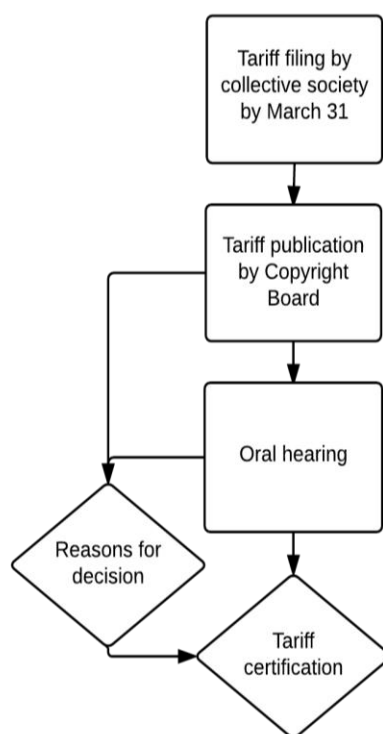 Tariff filing by
collective society
by March 31
Tariff publication
by Copyright
Board
Oral hearing
Reasons for
decision
Tariff
certification